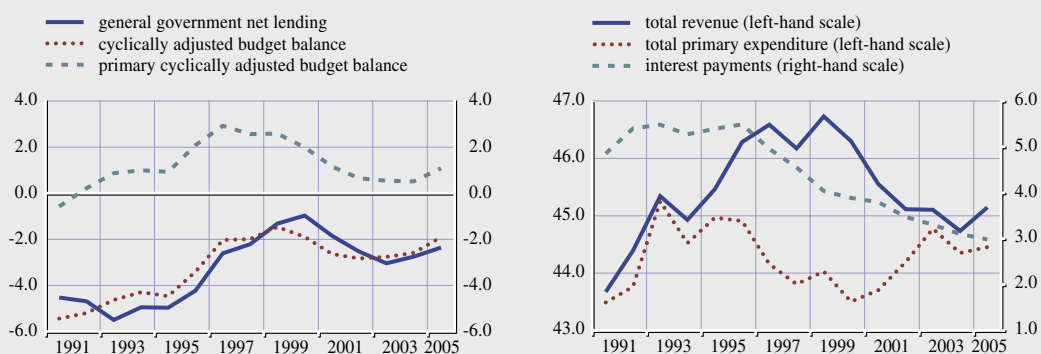 general government net lending
cyclically adjusted budget balance
primary cyclically adjusted budget balance
4.0 4.0
2.0 2.0
0.0 0.0
-2.0 -2.0
-4.0 -4.0
-6.0 -6.0
1991 1993 1995 1997 1999 2001 2003 2005
total revenue (left-hand scale)
total primary expenditure (left-hand scale)
interest payments (right-hand scale)
47.0 6.0
5.0
46.0
4.0
45.0
3.0
44.0
2.0
43.0 1.0
1991 1993 1995 1997 1999 2001 2003 2005